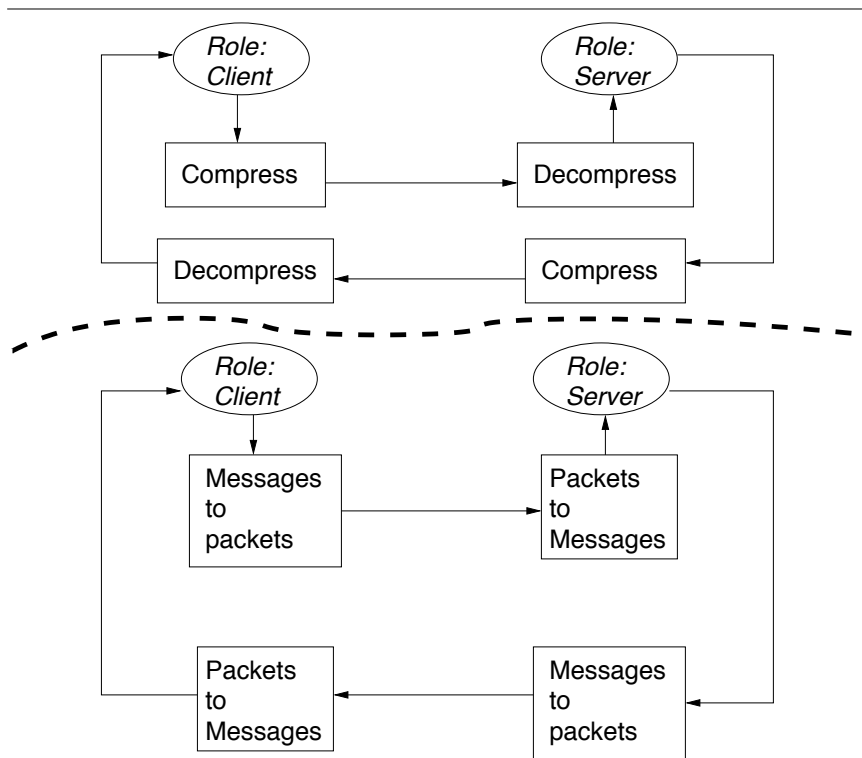 Role:
Client
Role:
Server
Compress
Decompress
Decompress
Compress
Role:
Client
Role:
Server
Messages
to
packets
Packets
to
Messages
Packets
to
Messages
Messages
to
packets